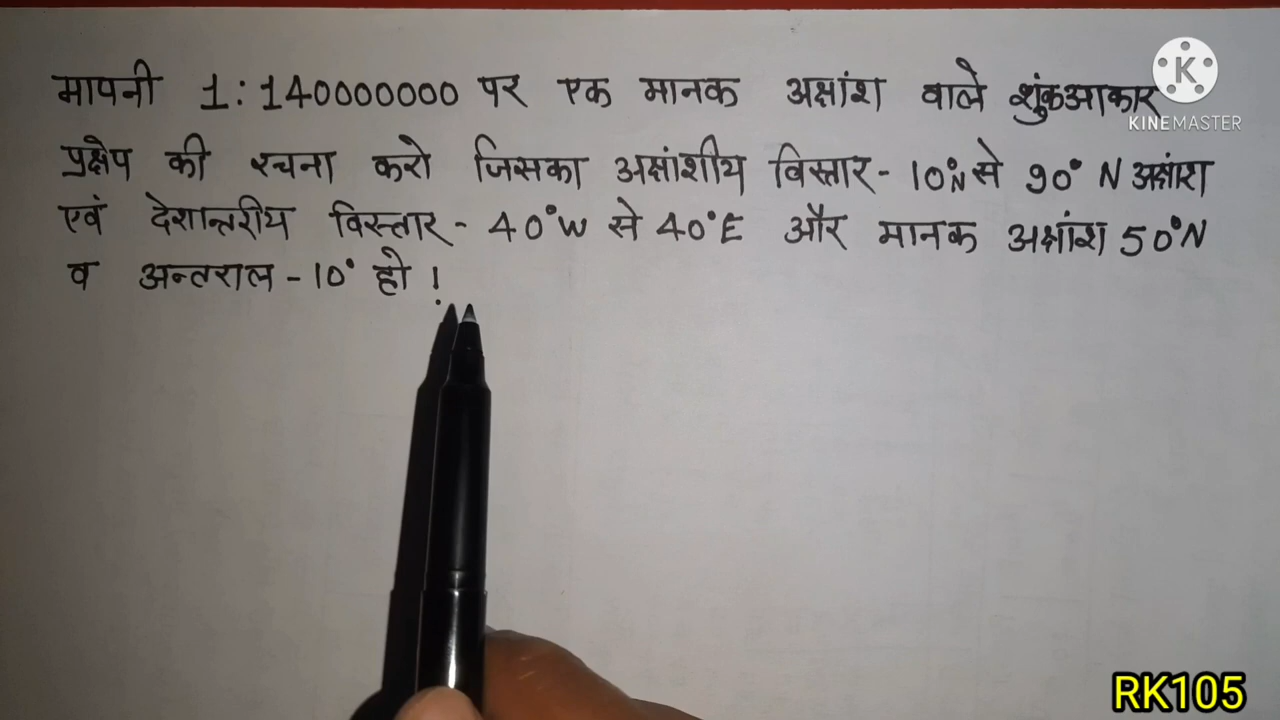 मापनी 1:140000000 पर एक मानक अक्षांश वाले शुंकआकार
K
KINEMASTER
प्रक्षेप की रचना करो जिसका अक्षांशीय विस्तार - 10°N से 90° N अक्षांश
एवं देशान्तरीय विस्तार - 40°W से 40°E और मानक अक्षांश 50°N
व अन्तराल - 10° हो !
RK105